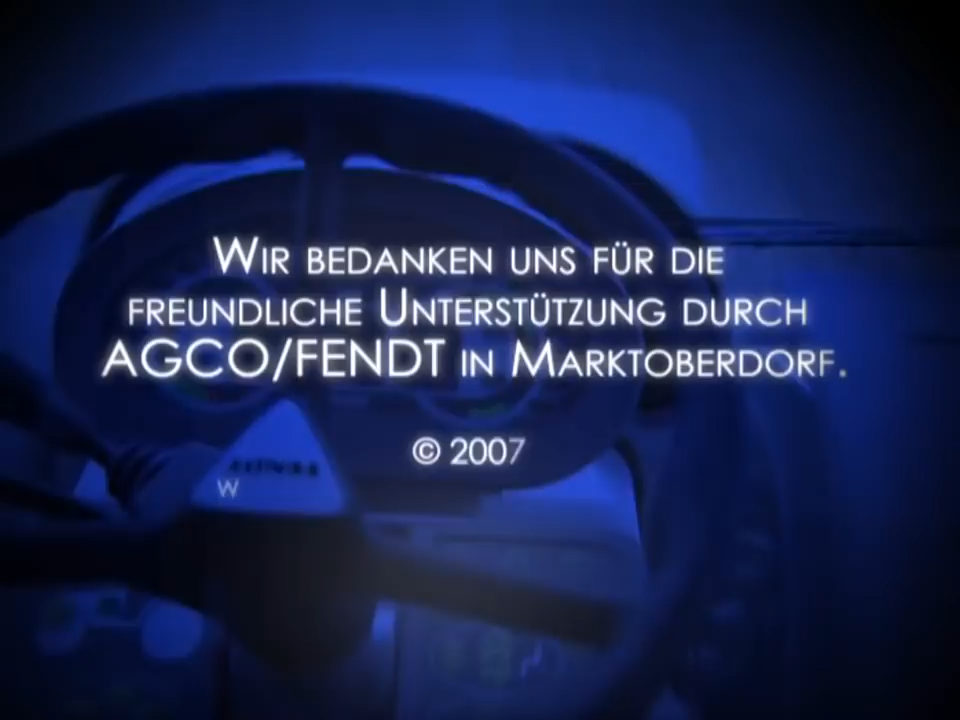 Wir bedanken uns für die
freundliche Unterstützung durch
AGCO/FENDT in Marktoberdorf.
© 2007
W